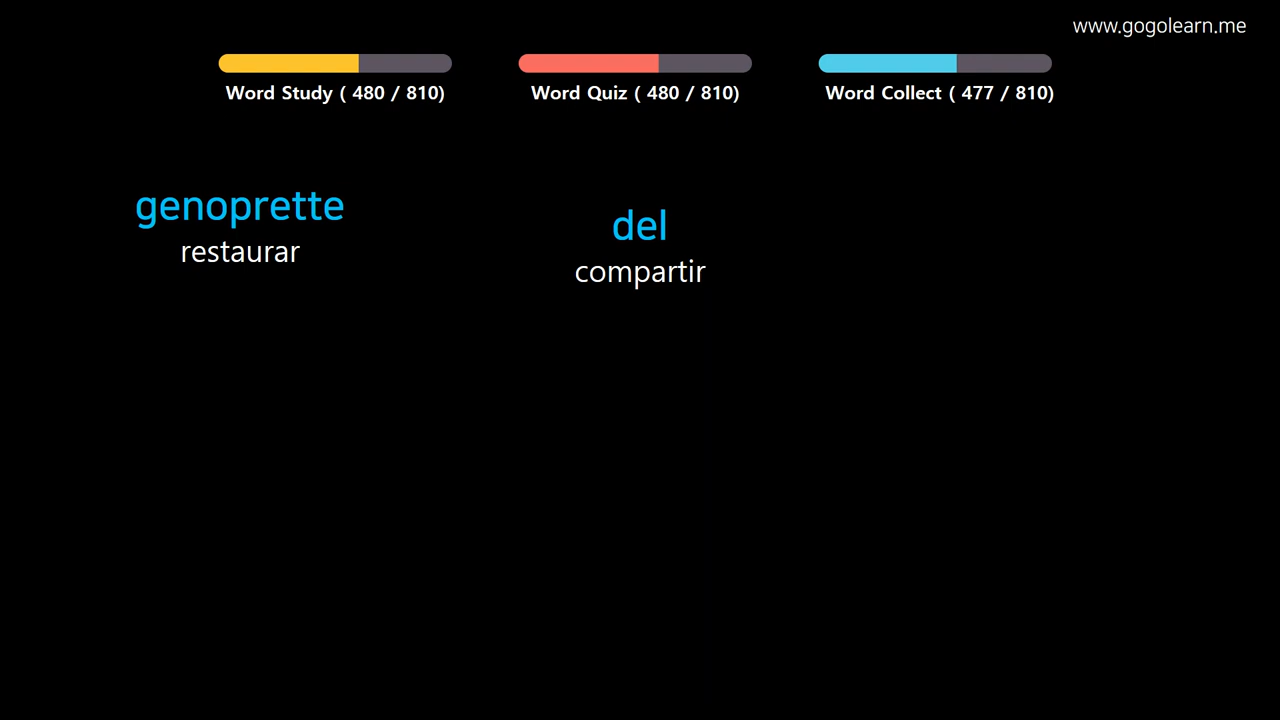 www.gogolearn.me
Word Study ( 480 / 810)
Word Quiz ( 480 / 810)
Word Collect ( 477 / 810)
genoprette
restaurar
del
compartir